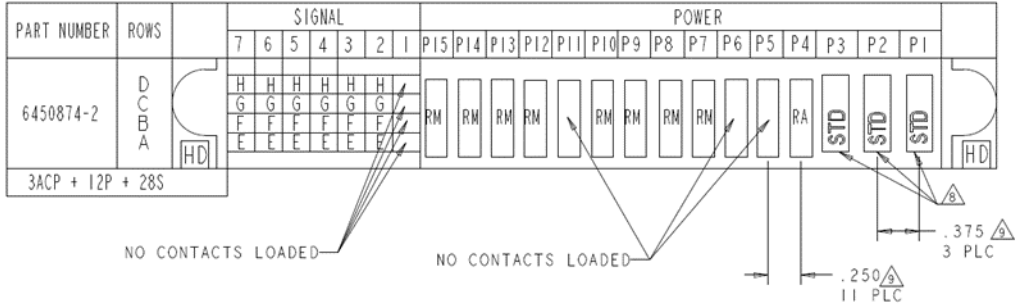 SIGNAL POWER
PART NUMBER ROWS 7 6 5 4 3 2 1 P15 P14 P13 P12 P11 P10 P9 P8 P7 P6 P5 P4 P3 P2 P1
D H H H H H H
C G G G G G G
6450874-2 B F F F F F F RM RM RM RM RM RM RM RM RA STD STD STD
A E E E E E E
HD HD
3ACP + 12P + 28S
8
NO CONTACTS LOADED NO CONTACTS LOADED .375 9
3 PLC
.250 9
11 PLC